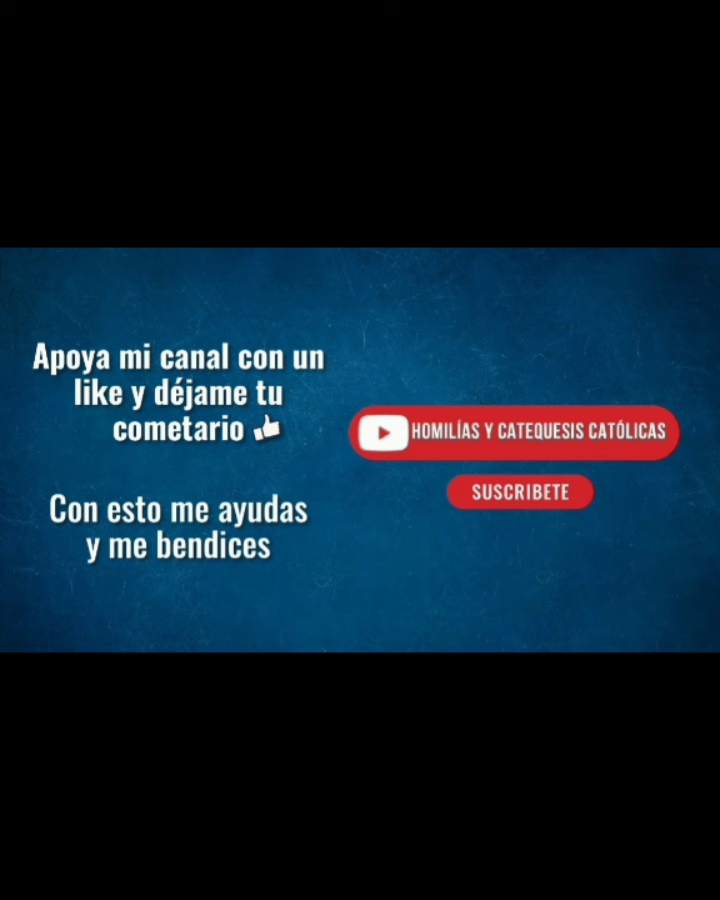 Apoya mi canal con un
like y déjame tu
cometario
Con esto me ayudas
y me bendices
HOMILÍAS Y CATEQUESIS CATÓLICAS
SUSCRIBETE